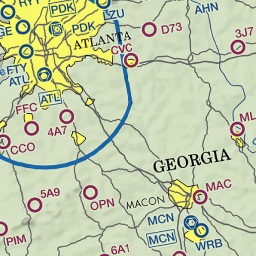 RYY
PDK
LZU
AHN
GE
PDK
D73
ATLANTA
3J7
CVC
FTY
ATL
ATL
FFC
4A7
ML
CCO
GEORGIA
5A9
OPN
MACON
MAC
MCN
PIM
MCN
6A1
WRB